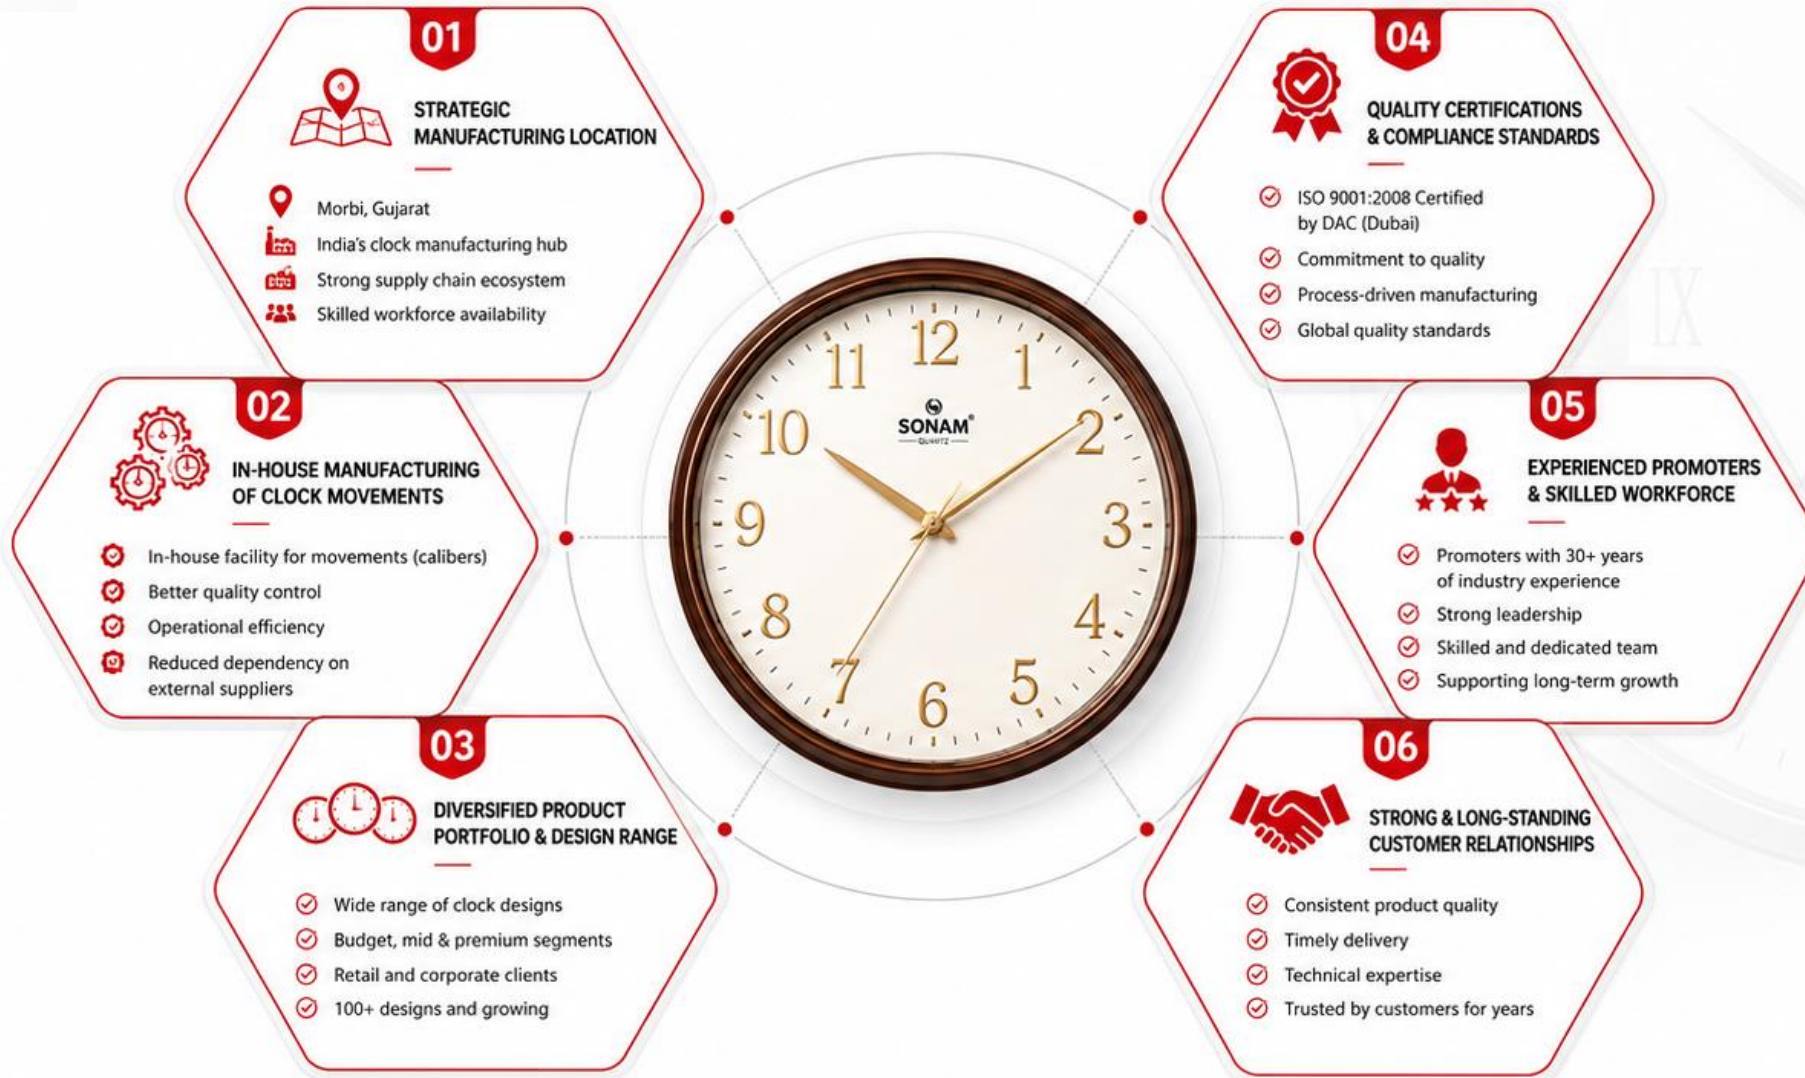 01
STRATEGIC
MANUFACTURING LOCATION
Morbi, Gujarat
India's clock manufacturing hub
Strong supply chain ecosystem
Skilled workforce availability
02
IN-HOUSE MANUFACTURING
OF CLOCK MOVEMENTS
In-house facility for movements (calibers)
Better quality control
Operational efficiency
Reduced dependency on
external suppliers
03
DIVERSIFIED PRODUCT
PORTFOLIO & DESIGN RANGE
Wide range of clock designs
Budget, mid & premium segments
Retail and corporate clients
100+ designs and growing
12
1
2
3
4
5
6
7
8
9
10
11
SONAM®
QUARTZ
04
QUALITY CERTIFICATIONS
& COMPLIANCE STANDARDS
ISO 9001:2008 Certified
by DAC (Dubai)
Commitment to quality
Process-driven manufacturing
Global quality standards
IX
05
EXPERIENCED PROMOTERS
& SKILLED WORKFORCE
Promoters with 30+ years
of industry experience
Strong leadership
Skilled and dedicated team
Supporting long-term growth
06
STRONG & LONG-STANDING
CUSTOMER RELATIONSHIPS
Consistent product quality
Timely delivery
Technical expertise
Trusted by customers for years